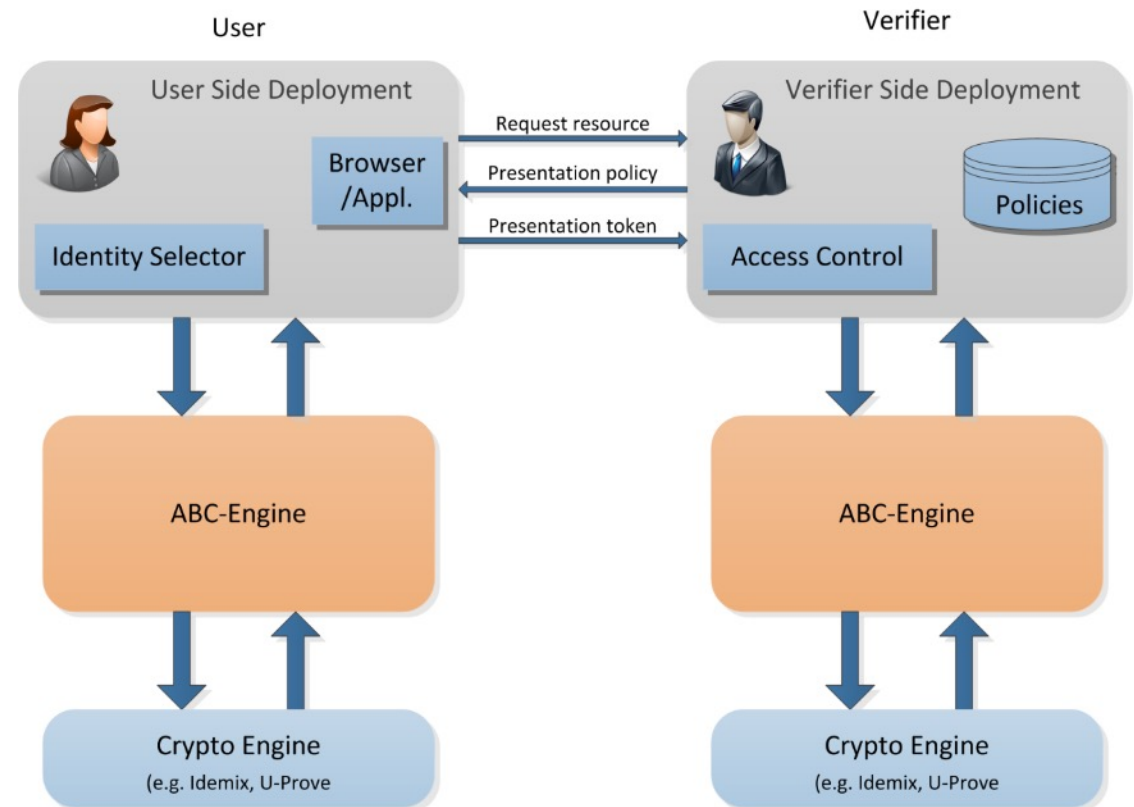 User
Verifier
User Side Deployment
Verifier Side Deployment
Request resource
Browser
/Appl.
Presentation policy
Policies
Presentation token
Identity Selector
Access Control
ABC-Engine
ABC-Engine
Crypto Engine
(e.g. Idemix, U-Prove
Crypto Engine
(e.g. Idemix, U-Prove